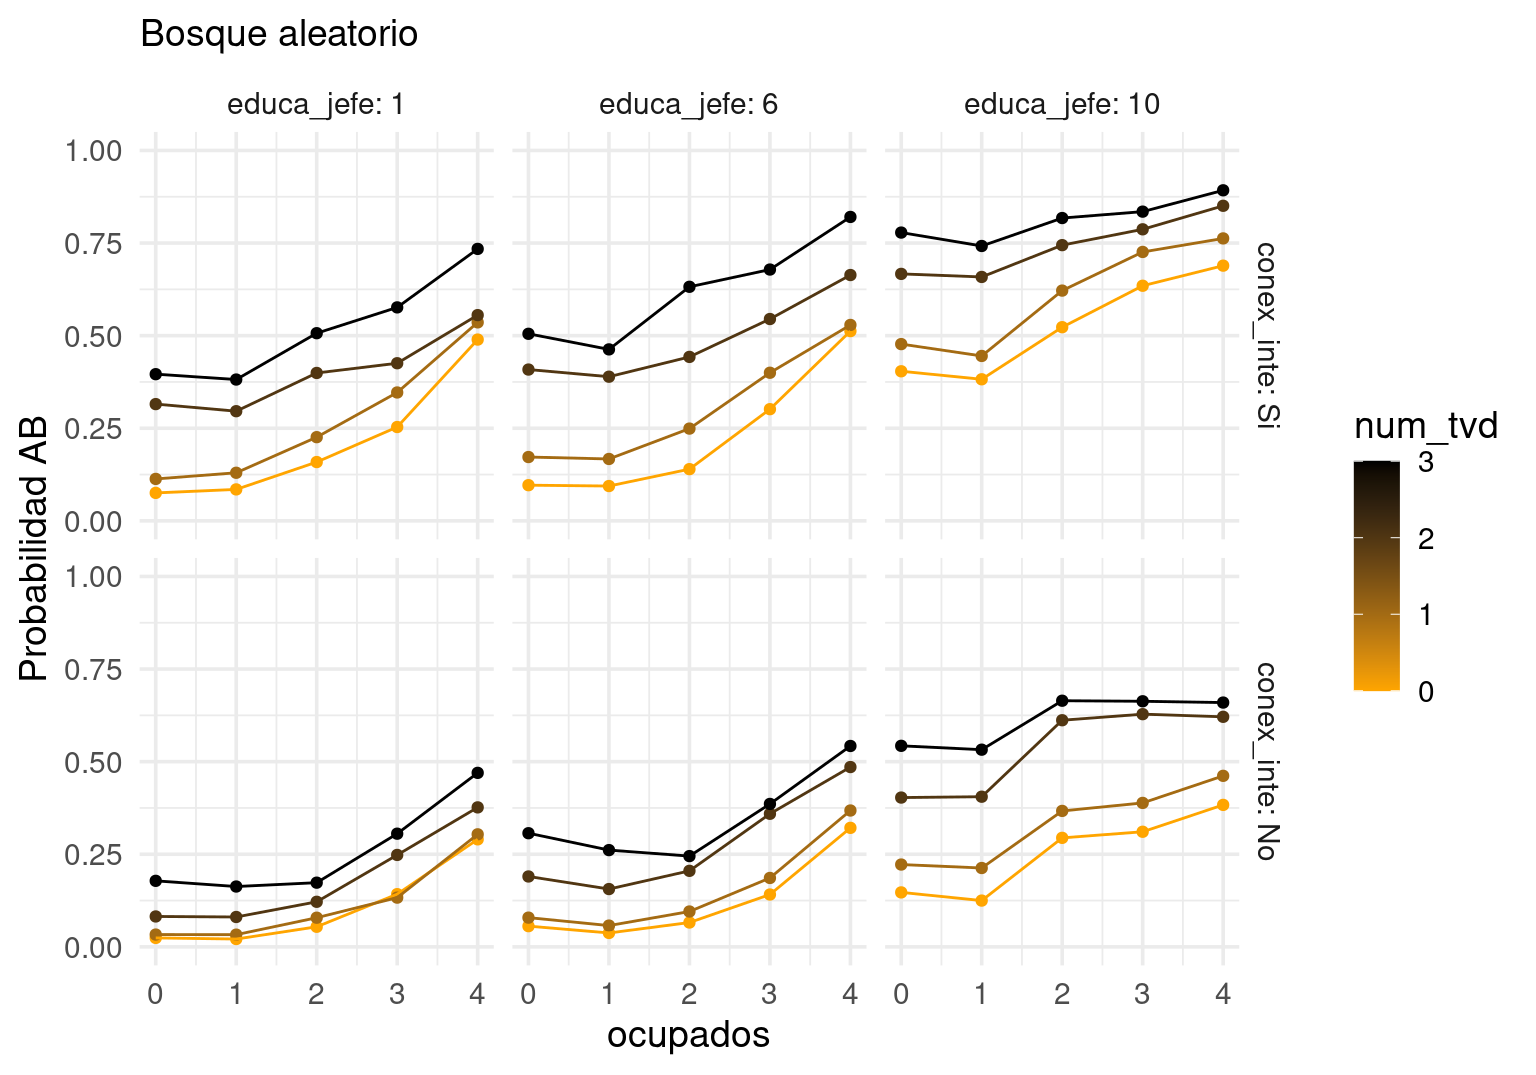 Bosque aleatorio
educa_jefe: 1
educa_jefe: 6
educa_jefe: 10
1.00
0.75
0.50
0.25
0.00
conex_inte: Si
1.00
0.75
0.50
0.25
0.00
conex_inte: No
Probabilidad AB
0 1 2 3 4
0 1 2 3 4
0 1 2 3 4
ocupados
num_tvd
3
2
1
0